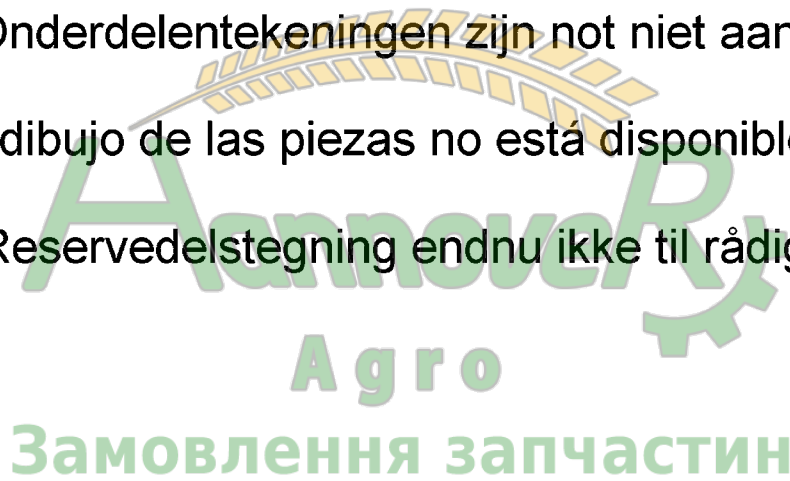 Onderdelentekeningen zijn not niet aan
dibujo de las piezas no está disponible
Reservedelstegning endnu ikke til rådig
HannoveR
Agro
Замовлення запчастин